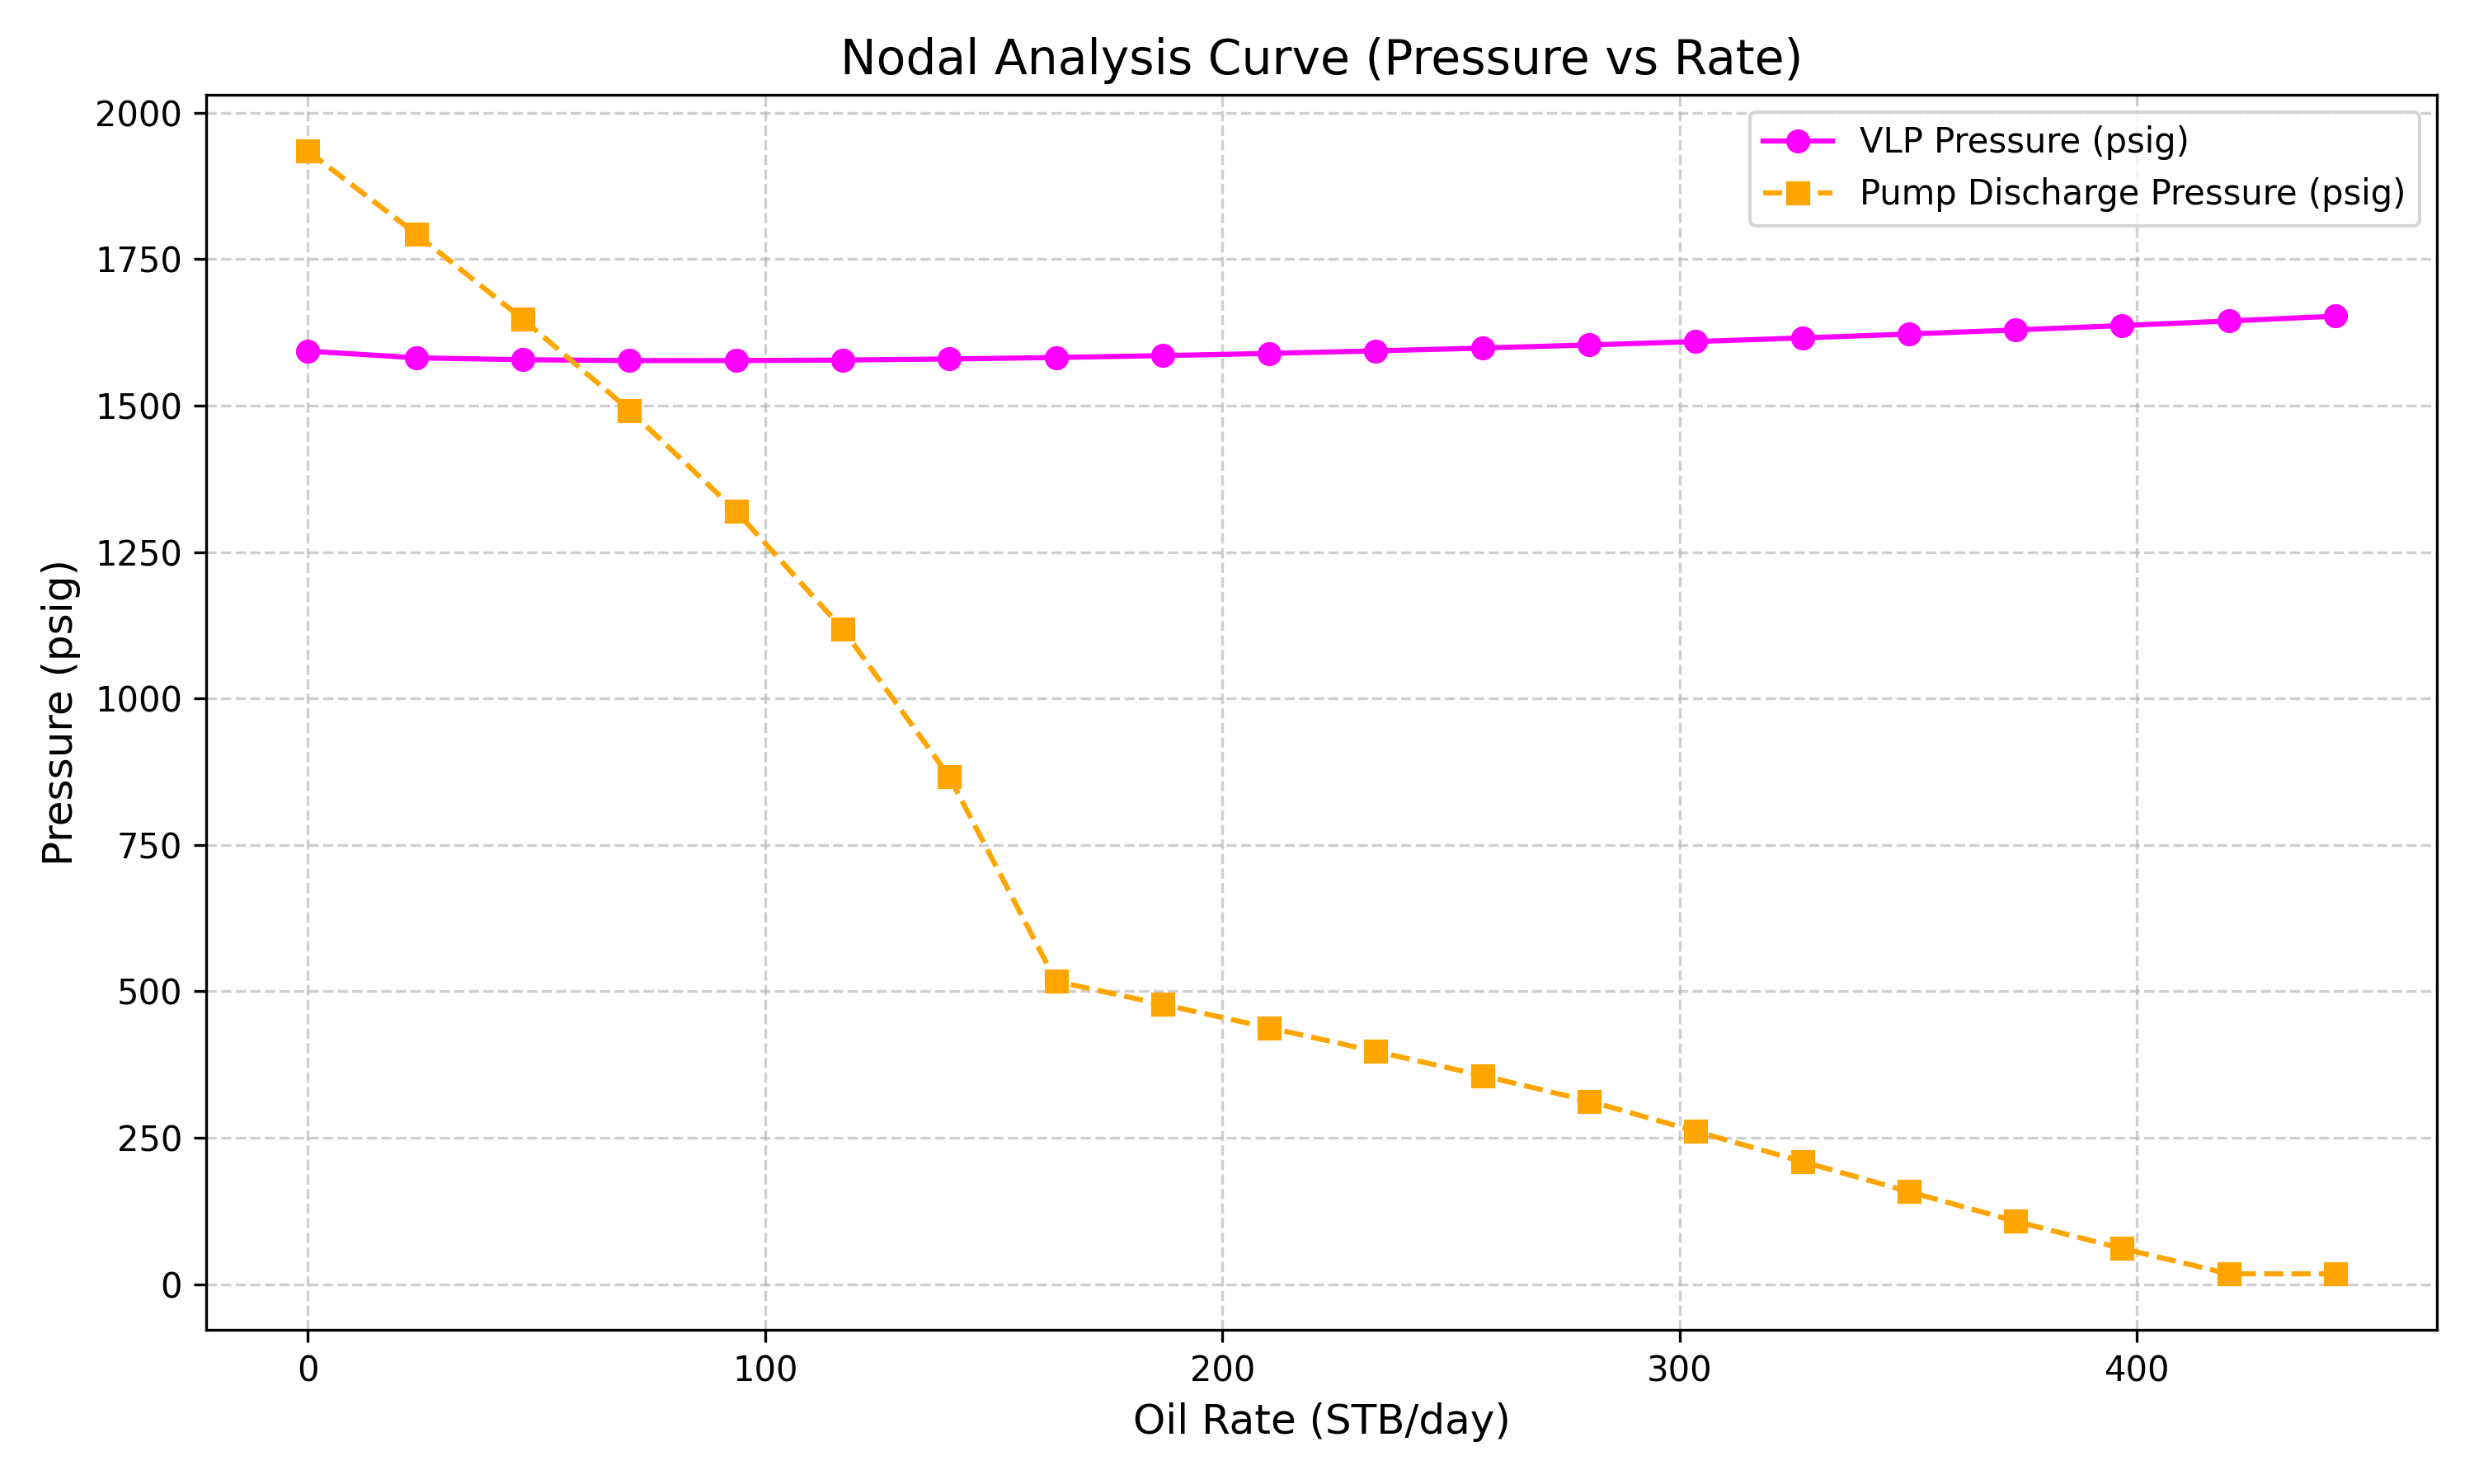 Nodal Analysis Curve (Pressure vs Rate)
VLP Pressure (psig)
Pump Discharge Pressure (psig)
Pressure (psig)
2000
1750
1500
1250
1000
750
500
250
0
0 100 200 300 400
Oil Rate (STB/day)